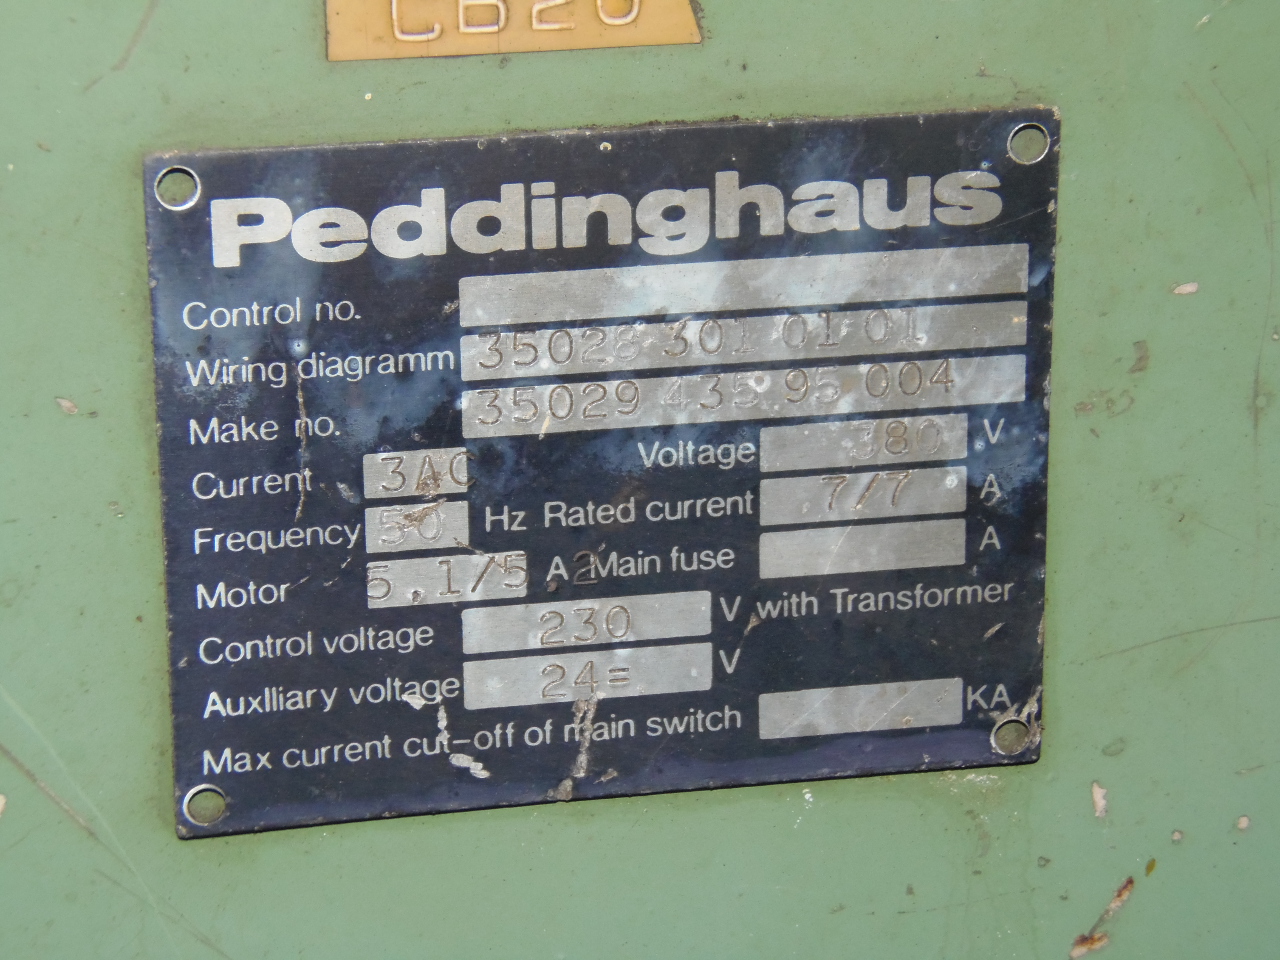 CB20
Peddinghaus
Control no.
Wiring diagramm 35028 301 01 01
Make no. 35029 435 95 004
Current 3AC Voltage 380 V
Frequency 50 Hz Rated current 7/7 A
Motor 5,1/5,2 A Main fuse A
Control voltage 230 V with Transformer
Auxlliary voltage 24= V
Max current cut-off of main switch KA